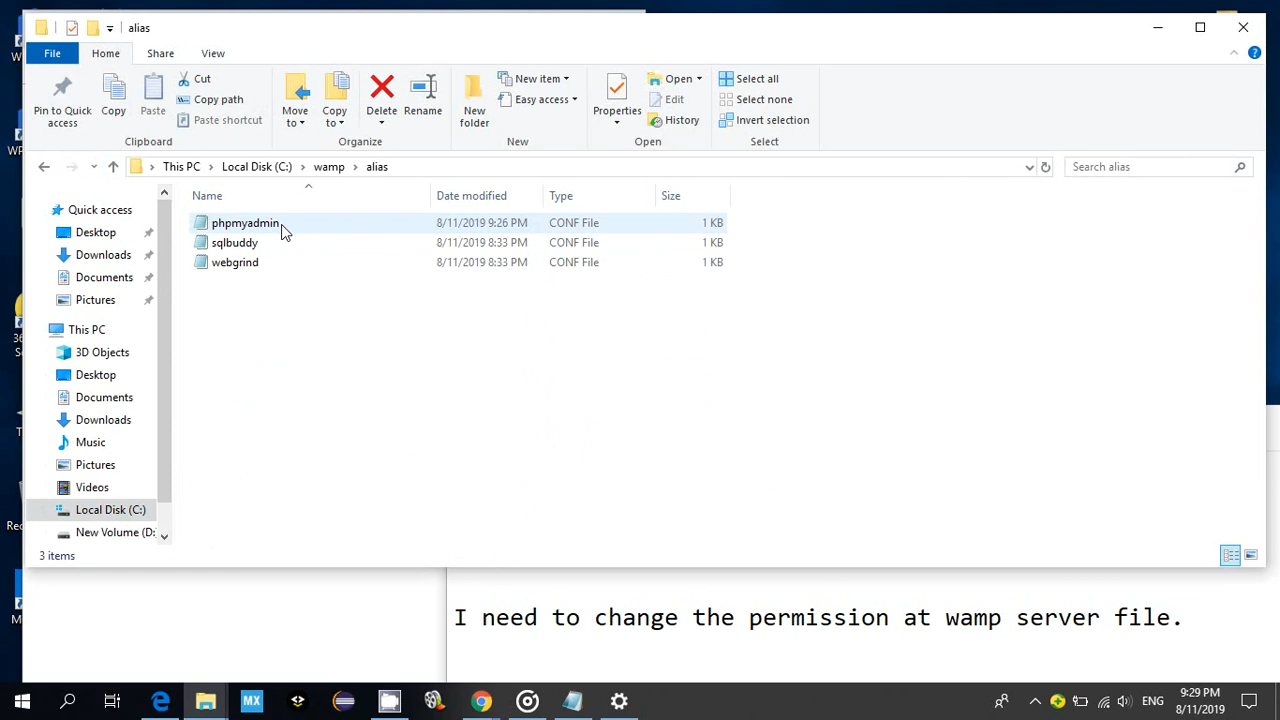 alias
File
Home
Share
View
Pin to Quick access
Copy
Paste
Cut
Copy path
Paste shortcut
Clipboard
Move to
Copy to
Delete
Rename
Organize
New folder
New item
Easy access
New
Properties
Open
Edit
History
Open
Select all
Select none
Invert selection
Select
This PC > Local Disk (C:) > wamp > alias
Search alias
Name Date modified Type Size
phpmyadmin 8/11/2019 9:26 PM CONF File 1 KB
sqlbuddy 8/11/2019 8:33 PM CONF File 1 KB
webgrind 8/11/2019 8:33 PM CONF File 1 KB
Quick access
Desktop
Downloads
Documents
Pictures
This PC
3D Objects
Desktop
Documents
Downloads
Music
Pictures
Videos
Local Disk (C:)
New Volume (D:
3 items
I need to change the permission at wamp server file.
MX
ENG
9:29 PM
8/11/2019